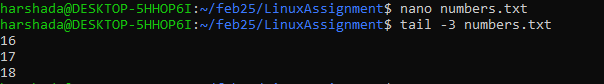 harshada@DESKTOP-5HHOP6I:~/feb25/LinuxAssignment$ nano numbers.txt
harshada@DESKTOP-5HHOP6I:~/feb25/LinuxAssignment$ tail -3 numbers.txt
16
17
18